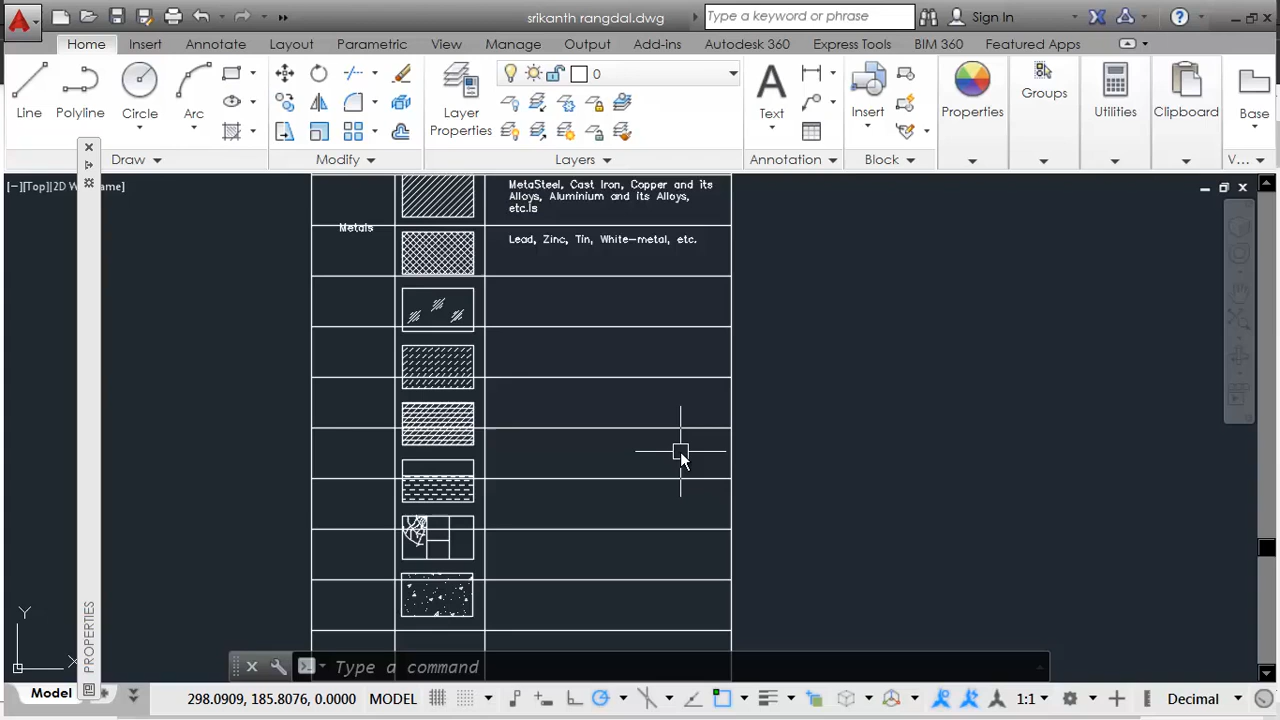 srikanth rangdal.dwg
Type a keyword or phrase
Sign In
Home Insert Annotate Layout Parametric View Manage Output Add-ins Autodesk 360 Express Tools BIM 360 Featured Apps
0
Line Polyline Circle Arc
Layer Properties
Text
Insert
Properties
Groups
Utilities
Clipboard
Base
Draw Modify Layers Annotation Block V...
[−][Top][2D W
ame]
MetaSteel, Cast Iron, Copper and its
Alloys, Aluminium and its Alloys,
etc.ls
Metals
Lead, Zinc, Tin, White-metal, etc.
PROPERTIES
Y
X
Type a command
Model
298.0909, 185.8076, 0.0000 MODEL
1:1
Decimal